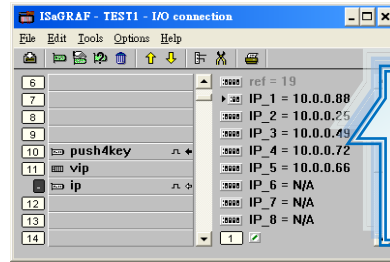 ISaGRAF - TEST1 - I/O connection
File Edit Tools Options Help
6
7
8
9
10 push4key
11 vip
ip
12
13
14
ref = 19
IP_1 = 10.0.0.88
IP_2 = 10.0.0.25
IP_3 = 10.0.0.49
IP_4 = 10.0.0.72
IP_5 = 10.0.0.66
IP_6 = N/A
IP_7 = N/A
IP_8 = N/A
1